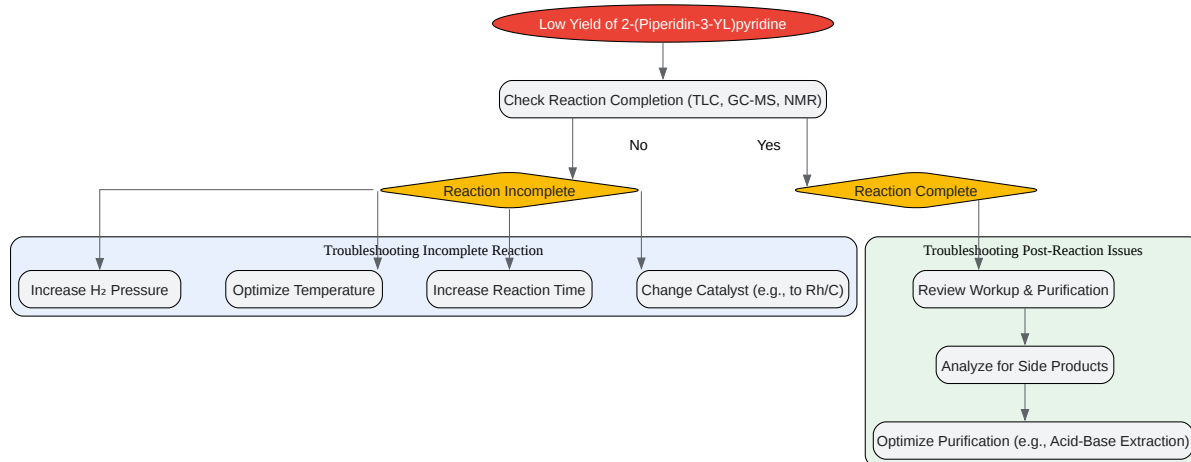 Low Yield of 2-(Piperidin-3-YL)pyridine
Check Reaction Completion (TLC, GC-MS, NMR)
No
Yes
Reaction Incomplete
Reaction Complete
Troubleshooting Incomplete Reaction
Increase H₂ Pressure
Optimize Temperature
Increase Reaction Time
Change Catalyst (e.g., to Rh/C)
Troubleshooting Post-Reaction Issues
Review Workup & Purification
Analyze for Side Products
Optimize Purification (e.g., Acid-Base Extraction)